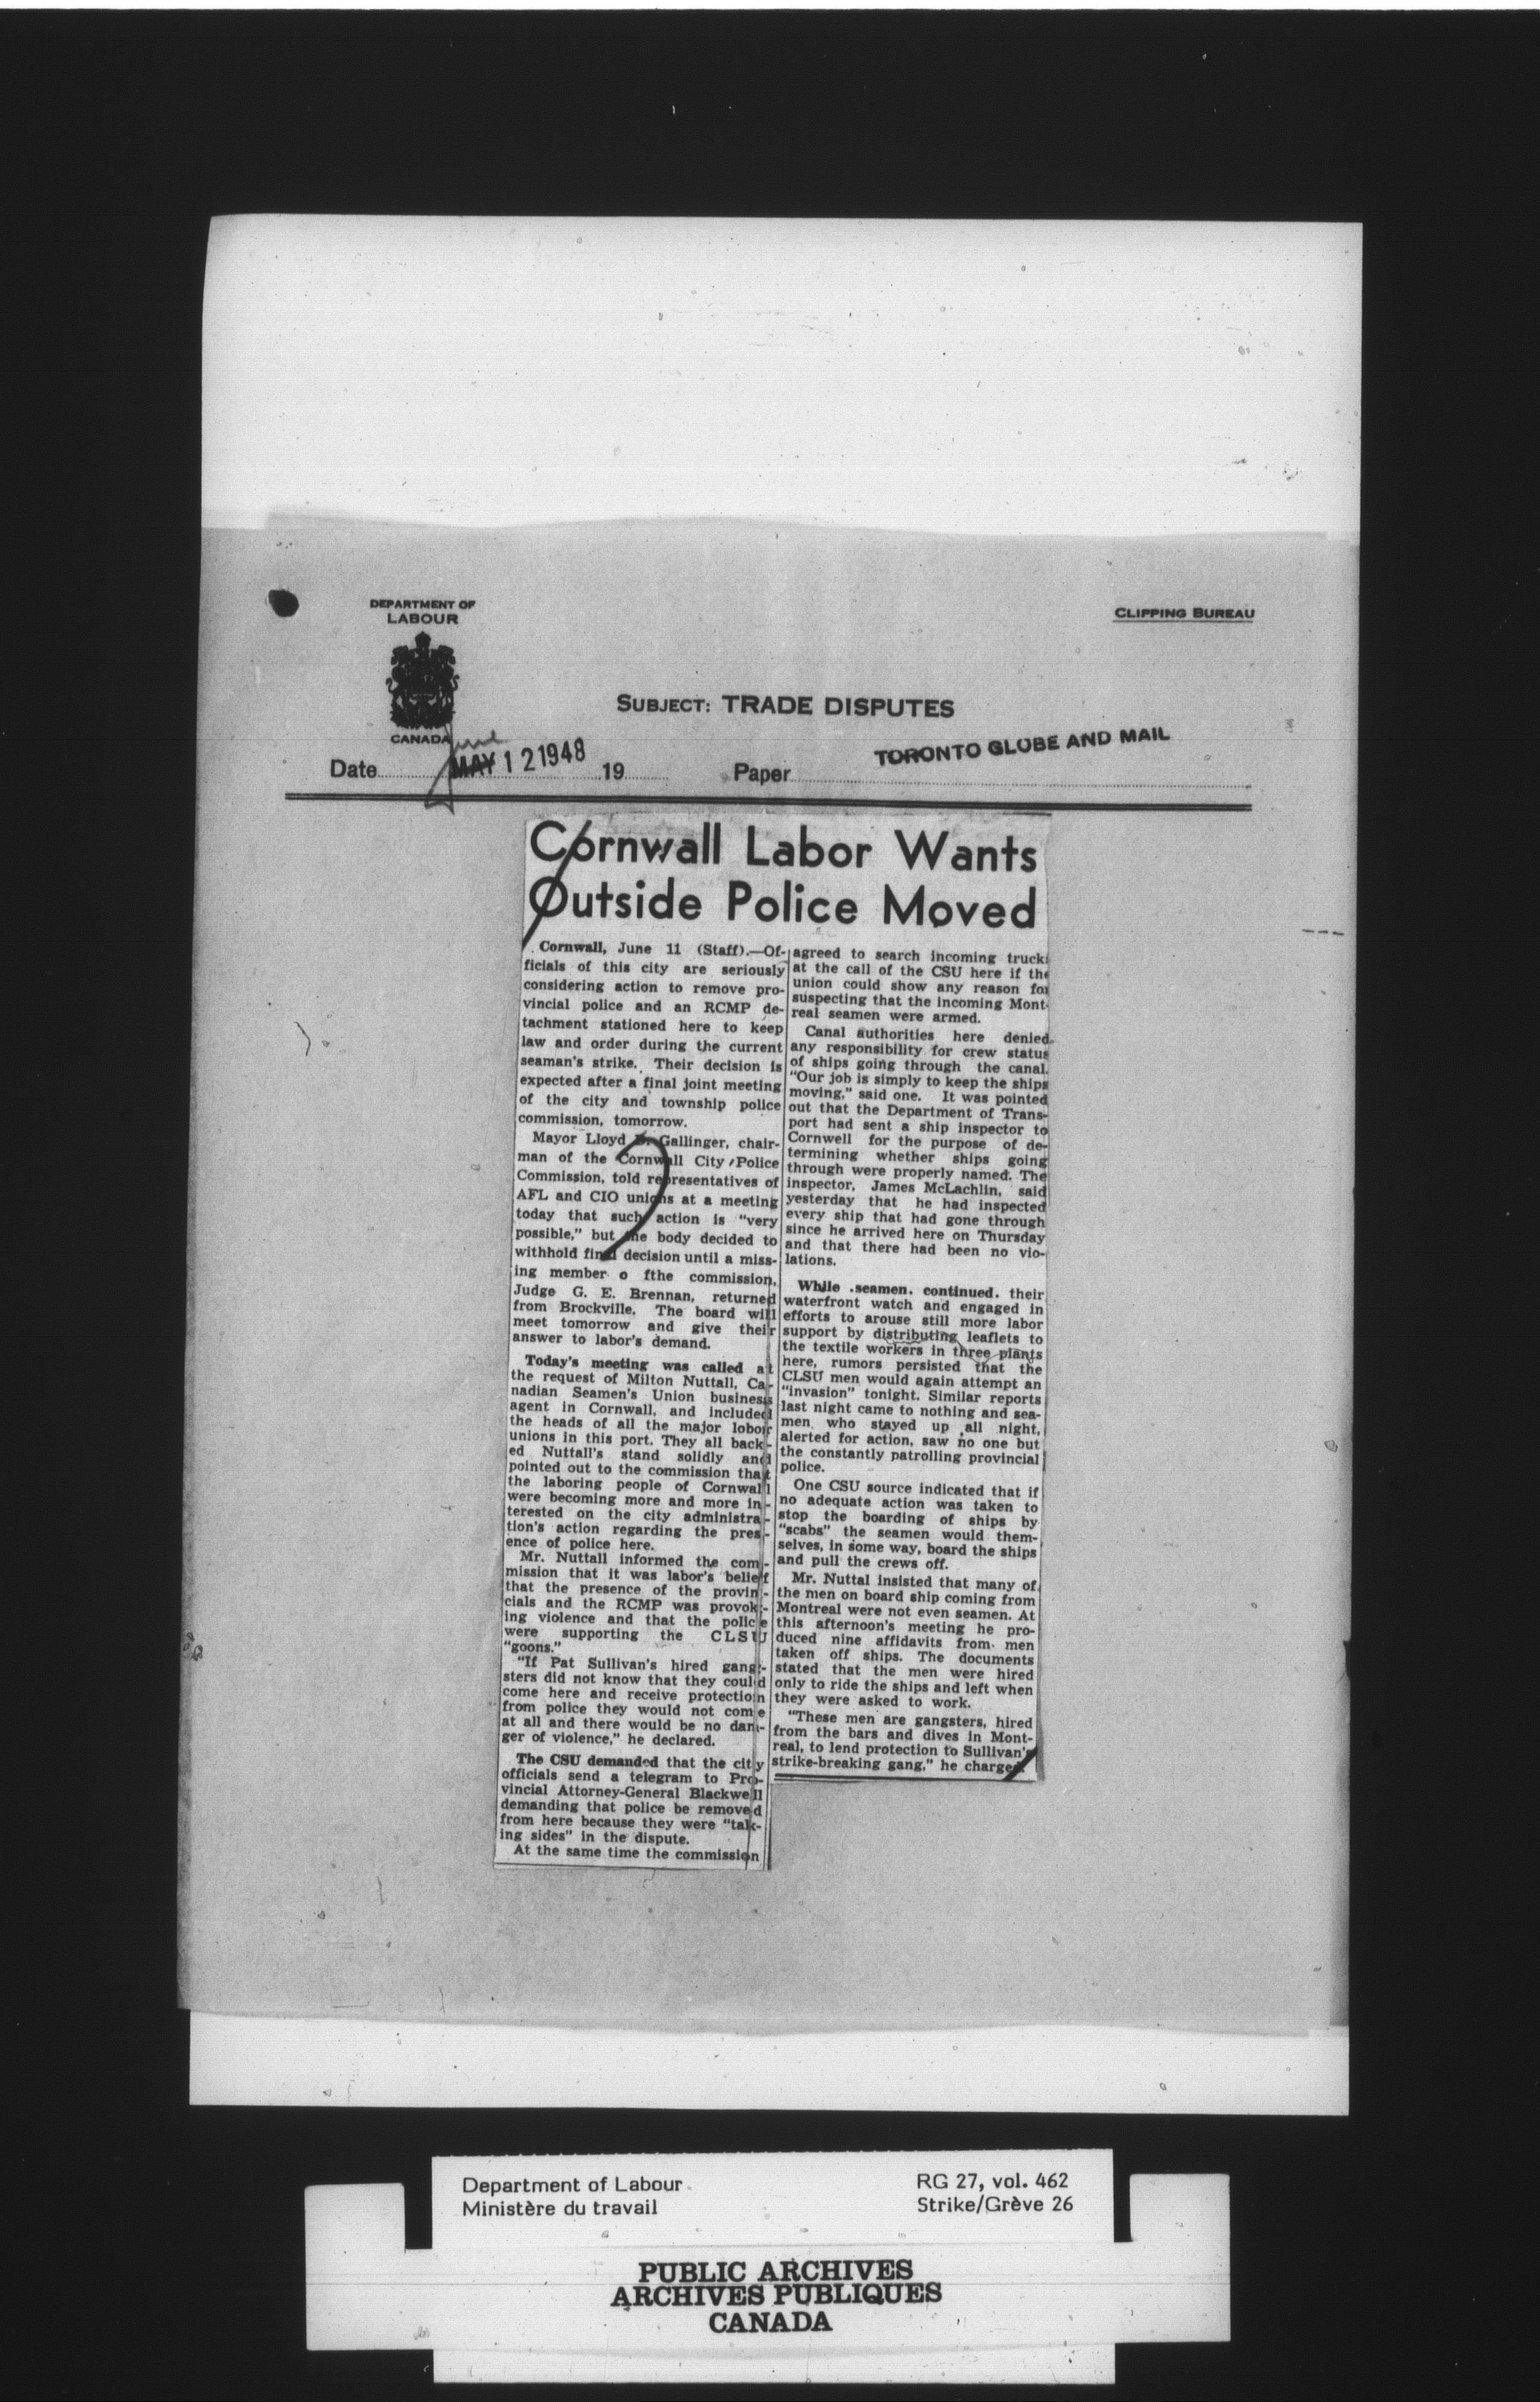 DEPARTMENT OF
LABOUR
CANADA
CLIPPING BUREAU
SUBJECT: TRADE DISPUTES
June
Date MAY 12 1948 19
Paper TORONTO GLOBE AND MAIL
Cornwall Labor Wants
Outside Police Moved
Cornwall, June 11 (Staff).—Of-
ficials of this city are seriously
considering action to remove pro-
vincial police and an RCMP de-
tachment stationed here to keep
law and order during the current
seaman's strike. Their decision is
expected after a final joint meeting
of the city and township police
commission, tomorrow.
Mayor Lloyd Gallinger, chair-
man of the Cornwall City Police
Commission, told representatives of
AFL and CIO unions at a meeting
today that such action is "very
possible," but the body decided to
withhold final decision until a miss-
ing member o fthe commission,
Judge G. E. Brennan, returned
from Brockville. The board will
meet tomorrow and give their
answer to labor's demand.
Today's meeting was called at
the request of Milton Nuttall, Ca-
nadian Seamen's Union business
agent in Cornwall, and included
the heads of all the major lobor
unions in this port. They all back-
ed Nuttall's stand solidly and
pointed out to the commission that
the laboring people of Cornwall
were becoming more and more in-
terested on the city administra-
tion's action regarding the pres-
ence of police here.
Mr. Nuttall informed the com-
mission that it was labor's belief
that the presence of the provin-
cials and the RCMP was provok-
ing violence and that the police
were supporting the CLSU
"goons."
"If Pat Sullivan's hired gang-
sters did not know that they could
come here and receive protection
from police they would not come
at all and there would be no dan-
ger of violence," he declared.
The CSU demanded that the city
officials send a telegram to Pro-
vincial Attorney-General Blackwell
demanding that police be removed
from here because they were "tak-
ing sides" in the dispute.
At the same time the commission
agreed to search incoming trucks
at the call of the CSU here if the
union could show any reason for
suspecting that the incoming Mont-
real seamen were armed.
Canal authorities here denied
any responsibility for crew status
of ships going through the canal.
"Our job is simply to keep the ships
moving," said one. It was pointed
out that the Department of Trans-
port had sent a ship inspector to
Cornwell for the purpose of de-
termining whether ships going
through were properly named. The
inspector, James McLachlin, said
yesterday that he had inspected
every ship that had gone through
since he arrived here on Thursday
and that there had been no vio-
lations.
While .seamen. continued. their
waterfront watch and engaged in
efforts to arouse still more labor
support by distributing leaflets to
the textile workers in three plants
here, rumors persisted that the
CLSU men would again attempt an
"invasion" tonight. Similar reports
last night came to nothing and sea-
men who stayed up all night,
alerted for action, saw no one but
the constantly patrolling provincial
police.
One CSU source indicated that if
no adequate action was taken to
stop the boarding of ships by
"scabs" the seamen would them-
selves, in some way, board the ships
and pull the crews off.
Mr. Nuttal insisted that many of
the men on board ship coming from
Montreal were not even seamen. At
this afternoon's meeting he pro-
duced nine affidavits from men
taken off ships. The documents
stated that the men were hired
only to ride the ships and left when
they were asked to work.
"These men are gangsters, hired
from the bars and dives in Mont-
real, to lend protection to Sullivan's
strike-breaking gang," he charged.
Department of Labour
Ministère du travail
RG 27, vol. 462
Strike/Grève 26
PUBLIC ARCHIVES
ARCHIVES PUBLIQUES
CANADA